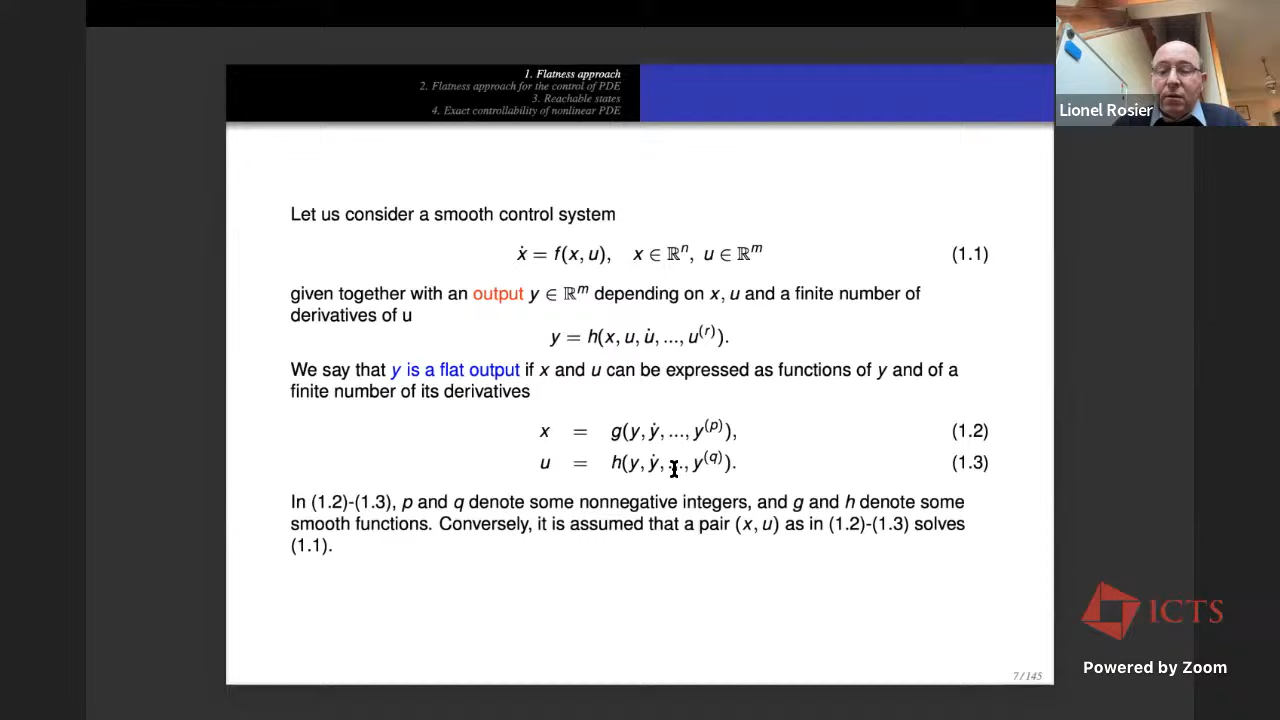 1. Flatness approach
2. Flatness approach for the control of PDE
3. Reachable states
4. Exact controllability of nonlinear PDE
Lionel Rosier
Let us consider a smooth control system
ẋ = f(x, u), x ∈ ℝⁿ, u ∈ ℝᵐ (1.1)
given together with an output y ∈ ℝᵐ depending on x, u and a finite number of
derivatives of u
y = h(x, u, u̇, ..., u⁽ʳ⁾).
We say that y is a flat output if x and u can be expressed as functions of y and of a
finite number of its derivatives
x = g(y, ẏ, ..., y^(p)), (1.2)
u = h(y, ẏ, ..., y^(q)). (1.3)
In (1.2)-(1.3), p and q denote some nonnegative integers, and g and h denote some
smooth functions. Conversely, it is assumed that a pair (x, u) as in (1.2)-(1.3) solves
(1.1).
ICTS
Powered by Zoom
7 / 145